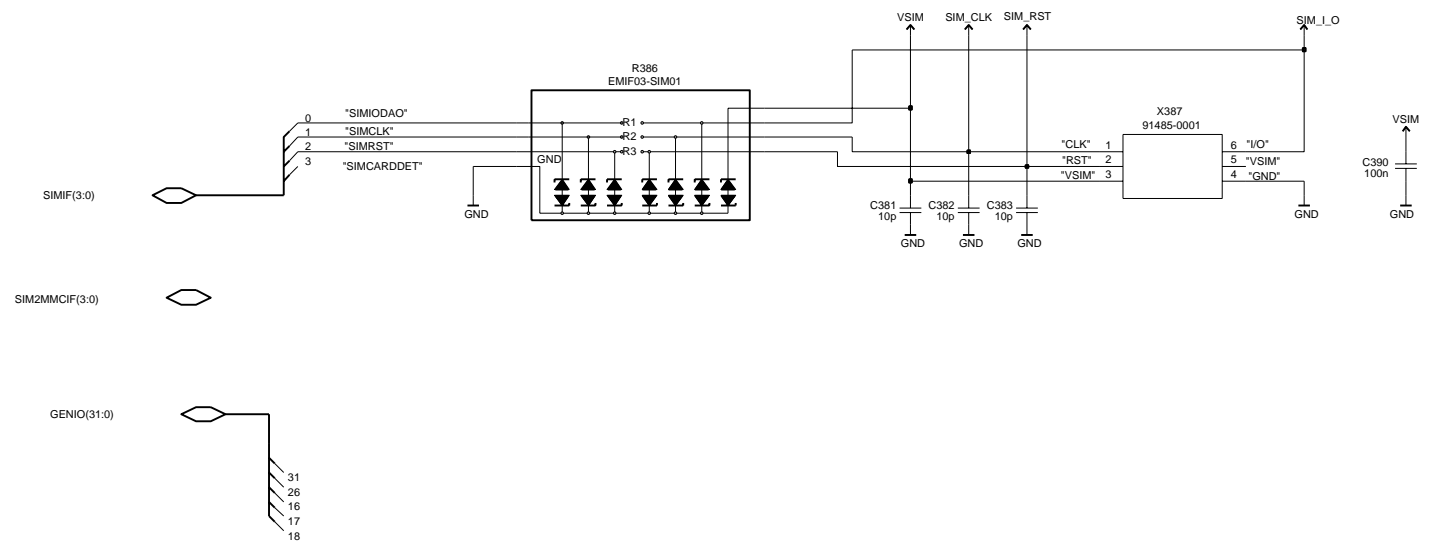 VSIM SIM_CLK SIM_RST SIM_I_O
R386
EMIF03-SIM01
0 "SIMIODAO"
1 "SIMCLK"
2 "SIMRST"
3 "SIMCARDDET"
R1
R2
R3
GND
GND
SIMIF(3:0)
X387
91485-0001
"CLK" 1
"RST" 2
"VSIM" 3
6 "I/O"
5 "VSIM"
4 "GND"
C381
10p
C382
10p
C383
10p
GND GND GND
GND
VSIM
C390
100n
GND
SIM2MMCIF(3:0)
GENIO(31:0)
31
26
16
17
18